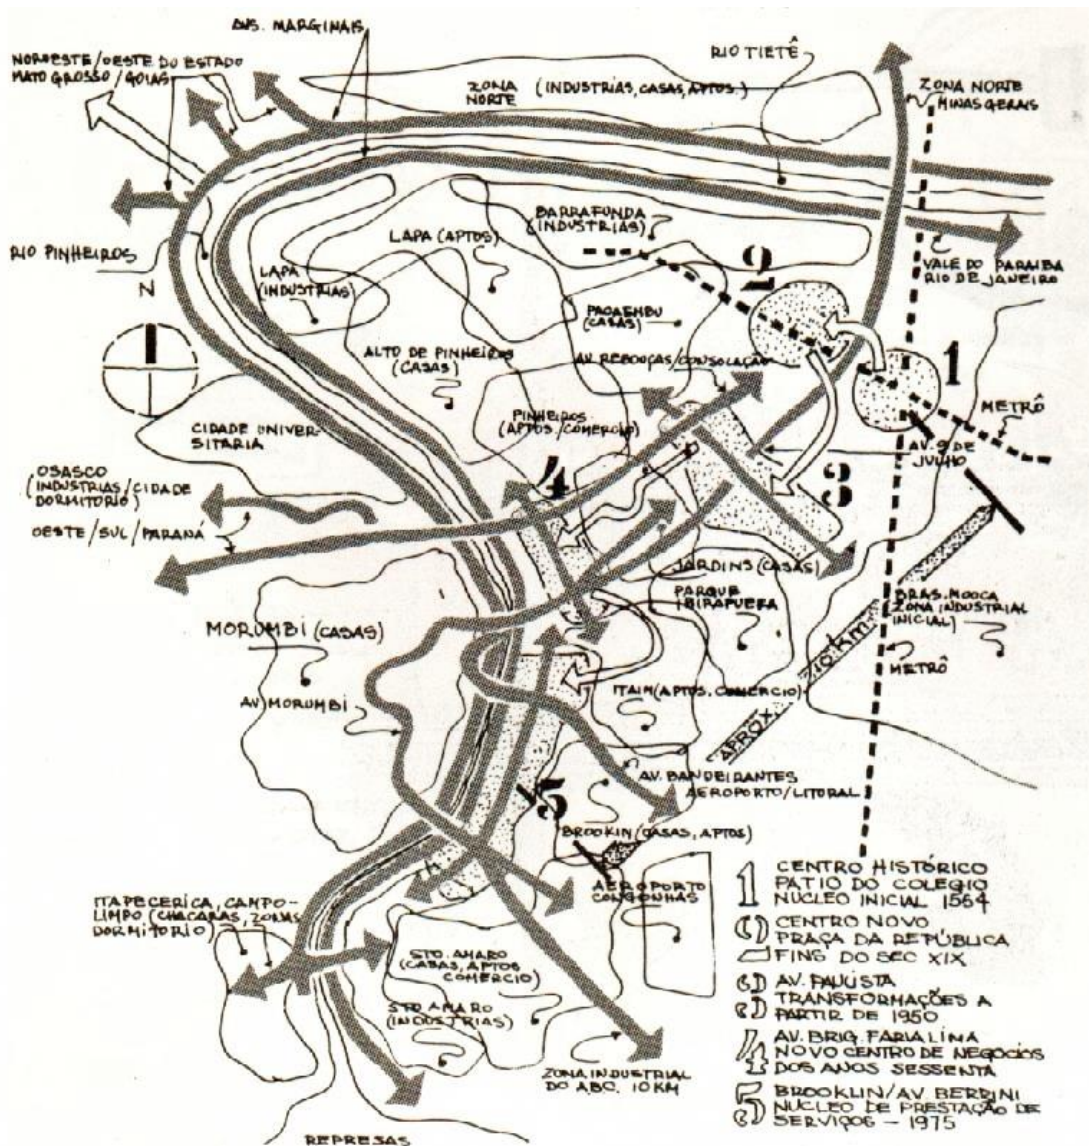 AVS. MARGINAIS
NOROESTE/OESTE DO ESTADO
MATO GROSSO/GOIAS
RIO TIETÊ
ZONA NORTE
MINAS GERAIS
ZONA
NORTE
(INDUSTRIAS, CASAS, APTOS.)
BARRAFUNDA
(INDUSTRIAS)
LAPA (APTOS)
RIO PINHEIROS
LAPA
(INDUSTRIAS)
VALE DO PARAIBA
RIO DE JANEIRO
N
2
PACAEMBU
(CASAS)
ALTO DE PINHEIROS
(CASAS)
AV. REBOUÇAS/CONSOLAÇÃO
1
METRÔ
PINHEIROS
(APTOS/COMERCIO)
CIDADE UNIVER-
SITARIA
AV. 9 DE
JULHO
OSASCO
(INDUSTRIAS/CIDADE
DORMITORIO)
4
3
OESTE/SUL/PARANÁ
JARDINS (CASAS)
PARQUE
IBIRAPUERA
BRAS. MOOCA
ZONA INDUSTRIAL
INICIAL)
MORUMBI (CASAS)
APROX. 10 km
METRÔ
ITAIM (APTOS. COMERCIO)
AV. MORUMBI
AV. BANDEIRANTES
AEROPORTO/LITORAL
5
BROOKIN (CASAS, APTOS)
AEROPORTO
CONGONHAS
ITAPECERICA, CAMPO-
LIMPO (CHACARAS, ZONAS
DORMITORIO)
STO. AMARO
(CASAS, APTOS
COMERCIO)
STO AMARO
(INDUSTRIAS)
ZONA INDUSTRIAL
DO ABC. 10 KM
REPRESAS
1 CENTRO HISTÓRICO
PATIO DO COLEGIO
NUCLEO INICIAL 1554
2 CENTRO NOVO
PRAÇA DA REPÚBLICA
FINS DO SEC XIX
3 AV. PAULISTA
TRANSFORMAÇÕES A
PARTIR DE 1950
4 AV. BRIG. FARIA LIMA
NOVO CENTRO DE NEGÓCIOS
DOS ANOS SESSENTA
5 BROOKLIN/AV. BERRINI
NUCLEO DE PRESTAÇÃO DE
SERVIÇOS – 1975